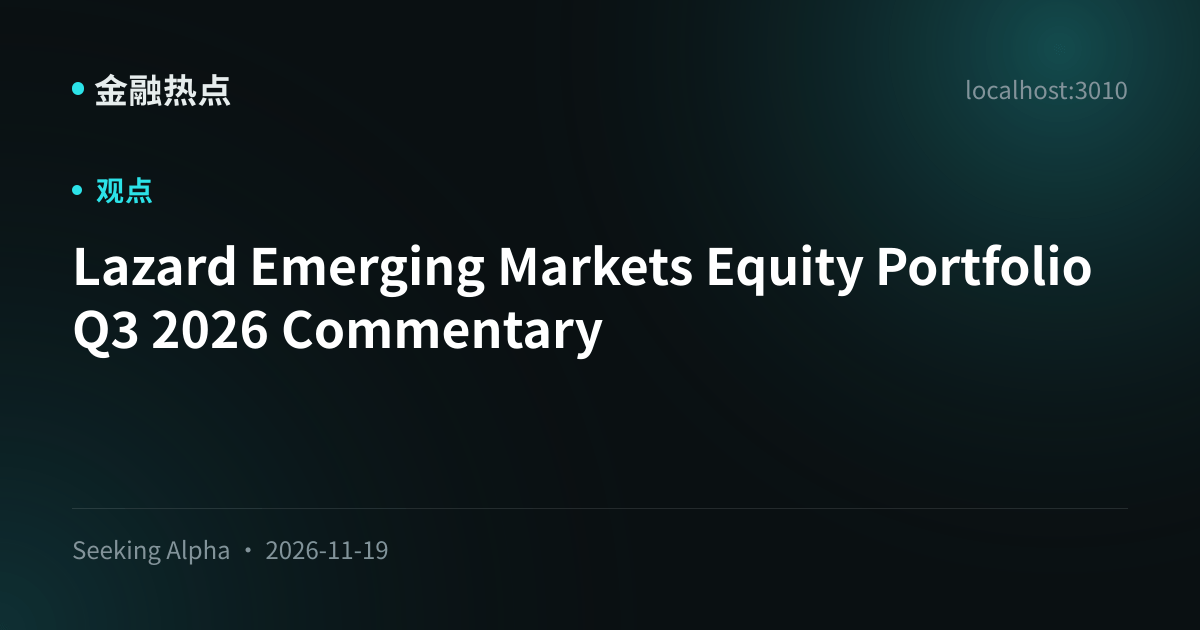 金融热点
localhost:3010
观点
Lazard Emerging Markets Equity Portfolio
Q3 2026 Commentary
Seeking Alpha • 2026-11-19